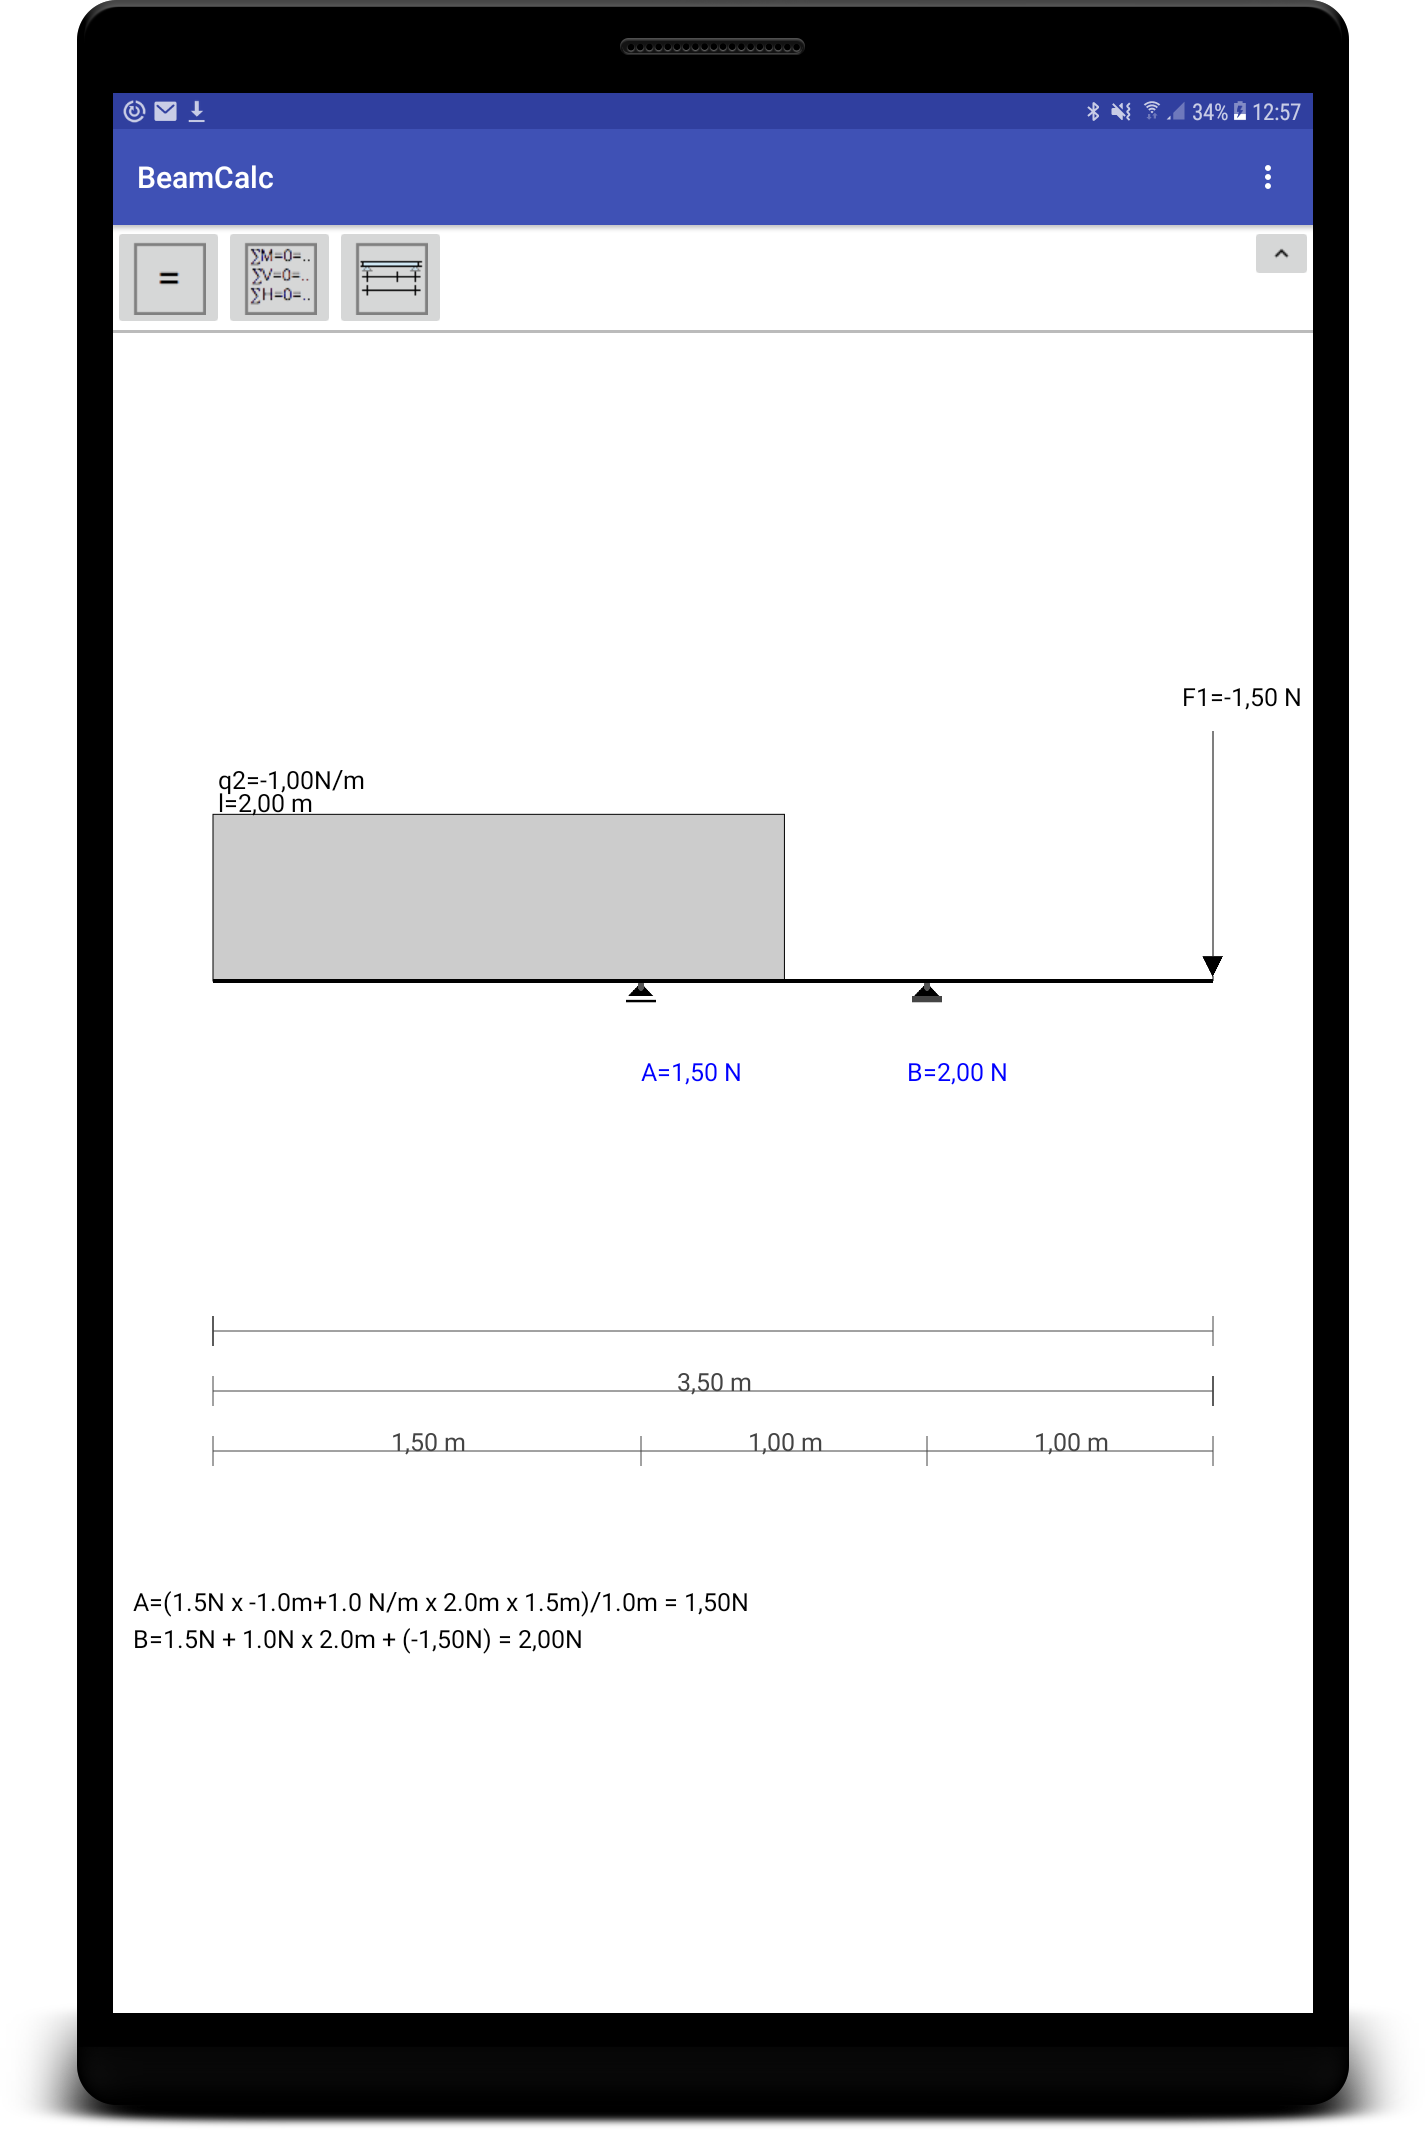 34% 12:57
BeamCalc
=
∑M=0=..
∑V=0=..
∑H=0=..
F1=-1,50 N
q2=-1,00N/m
l=2,00 m
A=1,50 N B=2,00 N
3,50 m
1,50 m 1,00 m 1,00 m
A=(1.5N x -1.0m+1.0 N/m x 2.0m x 1.5m)/1.0m = 1,50N
B=1.5N + 1.0N x 2.0m + (-1,50N) = 2,00N